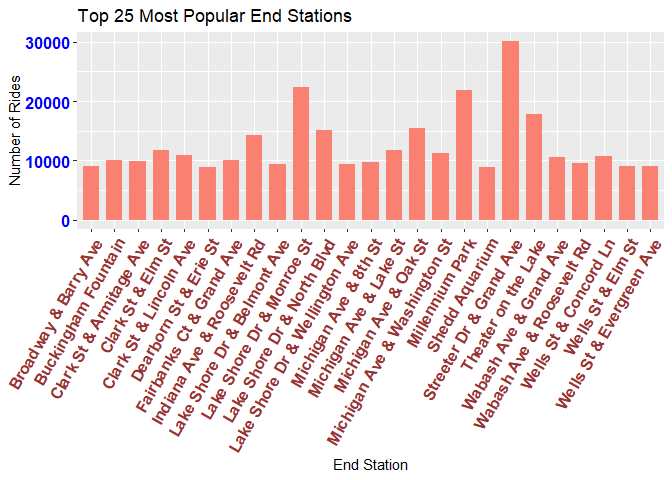 Top 25 Most Popular End Stations
Number of Rides
30000
20000
10000
0
Broadway & Barry Ave
Buckingham Fountain
Clark St & Armitage Ave
Clark St & Elm St
Clark St & Lincoln Ave
Dearborn St & Erie St
Fairbanks Ct & Grand Ave
Indiana Ave & Roosevelt Rd
Lake Shore Dr & Belmont Ave
Lake Shore Dr & Monroe St
Lake Shore Dr & North Blvd
Lake Shore Dr & Wellington Ave
Michigan Ave & 8th St
Michigan Ave & Lake St
Michigan Ave & Oak St
Michigan Ave & Washington St
Millennium Park
Shedd Aquarium
Streeter Dr & Grand Ave
Theater on the Lake
Wabash Ave & Grand Ave
Wabash Ave & Roosevelt Rd
Wells St & Concord Ln
Wells St & Elm St
Wells St & Evergreen Ave
End Station